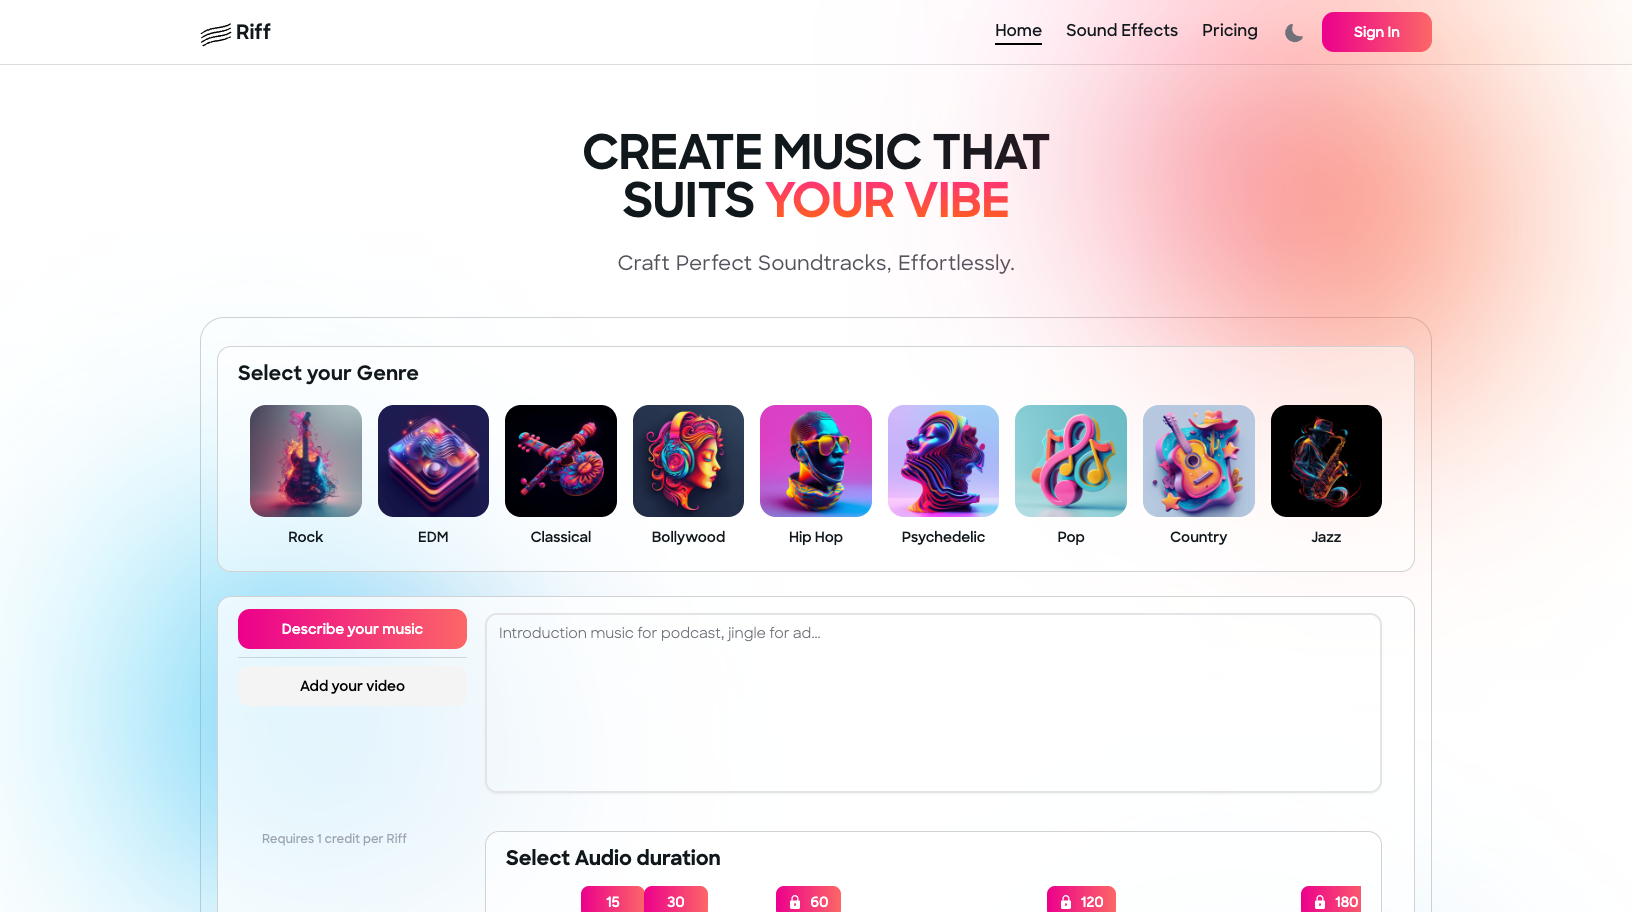 Riff
Home Sound Effects Pricing Sign In
CREATE MUSIC THAT
SUITS YOUR VIBE
Craft Perfect Soundtracks, Effortlessly.
Select your Genre
Rock EDM Classical Bollywood Hip Hop Psychedelic Pop Country Jazz
Describe your music
Introduction music for podcast, jingle for ad...
Add your video
Requires 1 credit per Riff
Select Audio duration
15 30 60 120 180